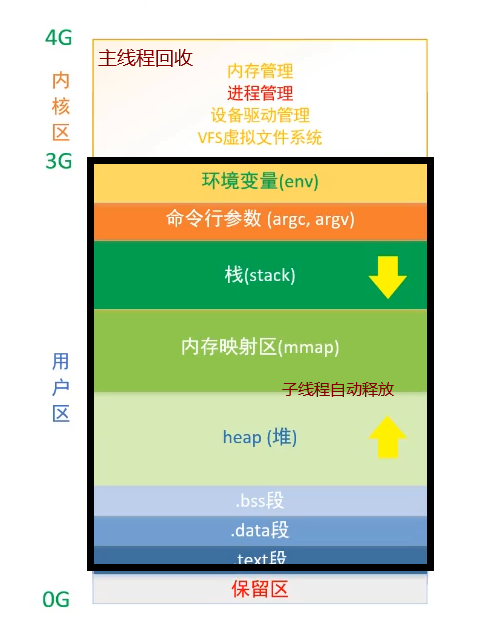 4G
主线程回收
内存管理
内核区
进程管理
设备驱动管理
VFS虚拟文件系统
3G
环境变量(env)
命令行参数 (argc, argv)
栈(stack)
内存映射区(mmap)
用户区
子线程自动释放
heap (堆)
.bss段
.data段
.text段
保留区
0G